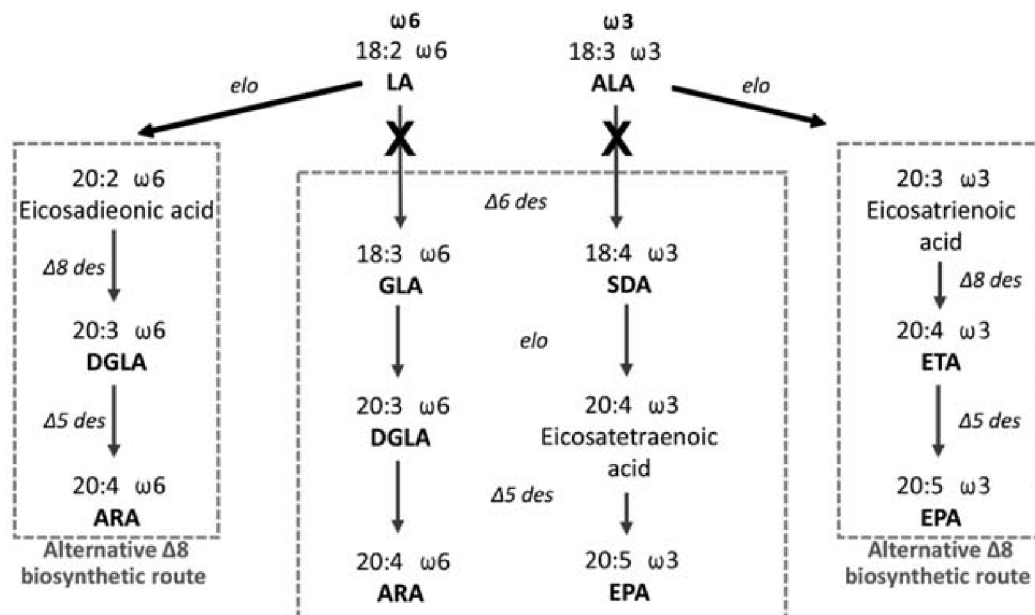 ω6
18:2 ω6
LA
ω3
18:3 ω3
ALA
elo
elo
X
X
20:2 ω6
Eicosadieonic acid
Δ8 des
20:3 ω6
DGLA
Δ5 des
20:4 ω6
ARA
Alternative Δ8
biosynthetic route
Δ6 des
18:3 ω6
GLA
18:4 ω3
SDA
elo
20:3 ω6
DGLA
20:4 ω3
Eicosatetraenoic
acid
Δ5 des
20:4 ω6
ARA
20:5 ω3
EPA
20:3 ω3
Eicosatrienoic
acid
Δ8 des
20:4 ω3
ETA
Δ5 des
20:5 ω3
EPA
Alternative Δ8
biosynthetic route